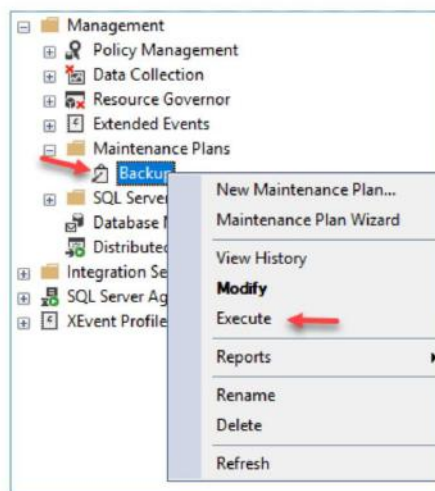 Management
Policy Management
Data Collection
Resource Governor
Extended Events
Maintenance Plans
Backup
SQL Server
Database
Distributed
Integration Se
SQL Server Ag
XEvent Profile
New Maintenance Plan...
Maintenance Plan Wizard
View History
Modify
Execute
Reports
Rename
Delete
Refresh